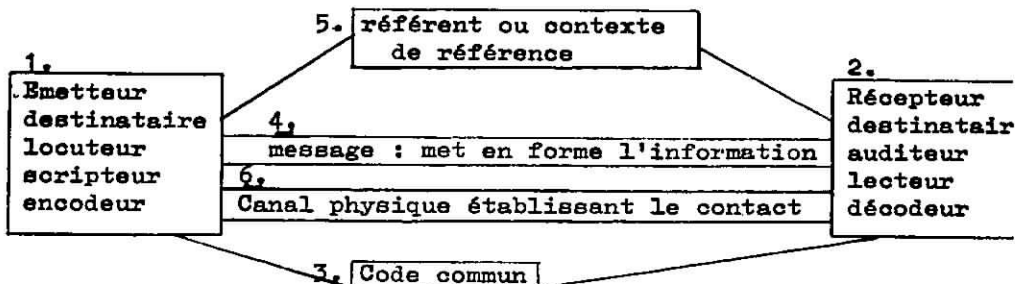 5. référent ou contexte
de référence
1.
Emetteur
destinataire
locuteur
scripteur
encodeur
4.
message : met en forme l'information
6.
Canal physique établissant le contact
2.
Récepteur
destinatair
auditeur
lecteur
décodeur
3. Code commun